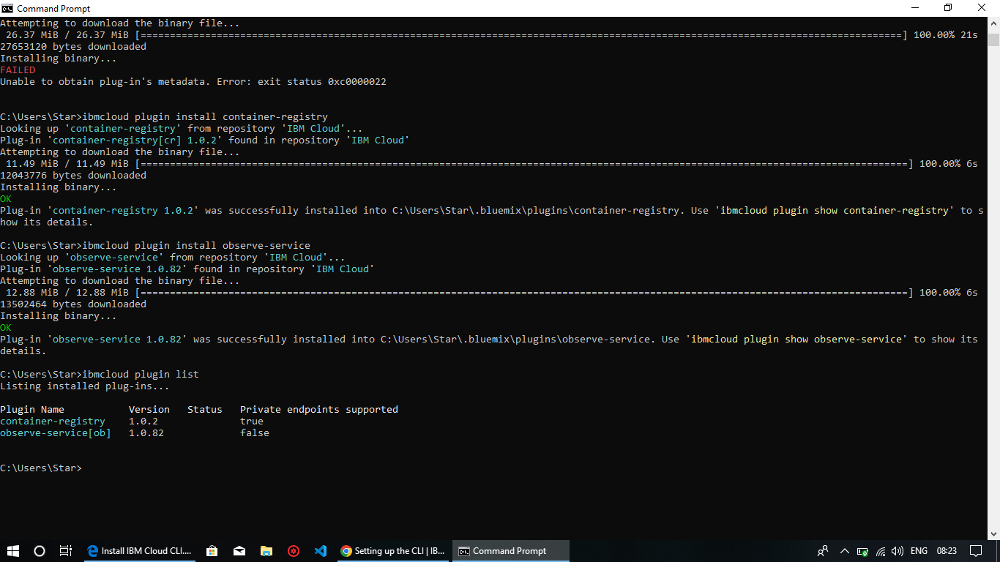 Command Prompt
Attempting to download the binary file...
26.37 MiB / 26.37 MiB [==================================================================================================================================] 100.00% 21s
27653120 bytes downloaded
Installing binary...
FAILED
Unable to obtain plug-in's metadata. Error: exit status 0xc0000022
C:\Users\Star>ibmcloud plugin install container-registry
Looking up 'container-registry' from repository 'IBM Cloud'...
Plug-in 'container-registry[cr] 1.0.2' found in repository 'IBM Cloud'
Attempting to download the binary file...
11.49 MiB / 11.49 MiB [===================================================================================================================================] 100.00% 6s
12043776 bytes downloaded
Installing binary...
OK
Plug-in 'container-registry 1.0.2' was successfully installed into C:\Users\Star\.bluemix\plugins\container-registry. Use 'ibmcloud plugin show container-registry' to s
how its details.
C:\Users\Star>ibmcloud plugin install observe-service
Looking up 'observe-service' from repository 'IBM Cloud'...
Plug-in 'observe-service 1.0.82' found in repository 'IBM Cloud'
Attempting to download the binary file...
12.88 MiB / 12.88 MiB [===================================================================================================================================] 100.00% 6s
13502464 bytes downloaded
Installing binary...
OK
Plug-in 'observe-service 1.0.82' was successfully installed into C:\Users\Star\.bluemix\plugins\observe-service. Use 'ibmcloud plugin show observe-service' to show its
details.
C:\Users\Star>ibmcloud plugin list
Listing installed plug-ins...
Plugin Name Version Status Private endpoints supported
container-registry 1.0.2 true
observe-service[ob] 1.0.82 false
C:\Users\Star>
Install IBM Cloud CLI.... Setting up the CLI | IB... Command Prompt ENG 08:23